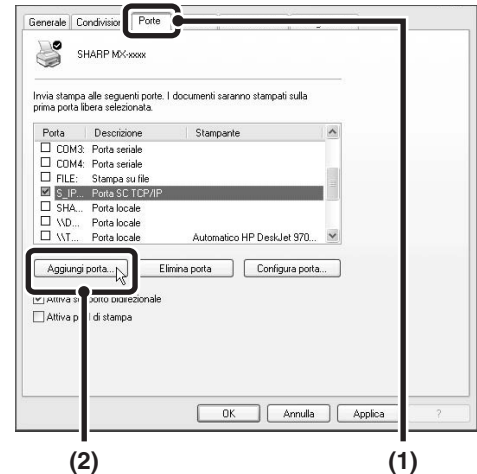 Generale Condivision Porte
SHARP MX-xxxx
Invia stampa alle seguenti porte. I documenti saranno stampati sulla
prima porta libera selezionata.
Porta Descrizione Stampante
COM3: Porta seriale
COM4: Porta seriale
FILE: Stampa su file
S_IP... Porta SC TCP/IP
SHA... Porta locale
\\D... Porta locale
\\T... Porta locale Automatico HP DeskJet 970...
Aggiungi porta... Elimina porta Configura porta...
Attiva su porto bidirezionale
Attiva p l di stampa
OK Annulla Applica ?
(2) (1)